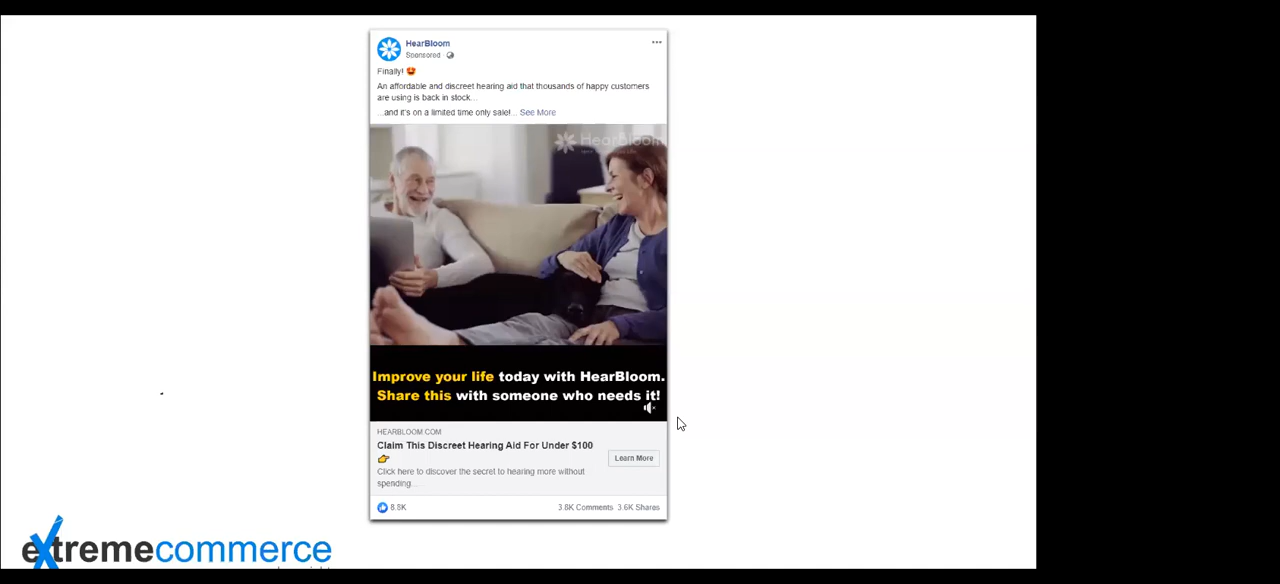 HearBloom
Sponsored
Finally! 🤩
An affordable and discreet hearing aid that thousands of happy customers
are using is back in stock...
...and it's on a limited time only sale!... See More
HearBloom
Improve your life today with HearBloom.
Share this with someone who needs it!
HEARBLOOM.COM
Claim This Discreet Hearing Aid For Under $100
👉
Learn More
Click here to discover the secret to hearing more without
spending...
8.8K
3.8K Comments 3.6K Shares
extremecommerce